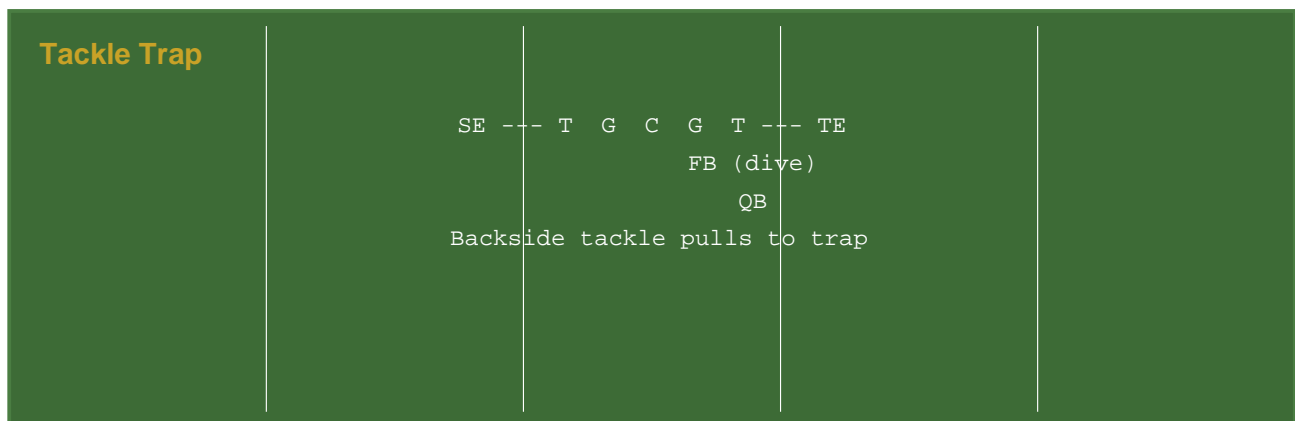 Tackle Trap
SE --- T G C G T --- TE
FB (dive)
QB
Backside tackle pulls to trap